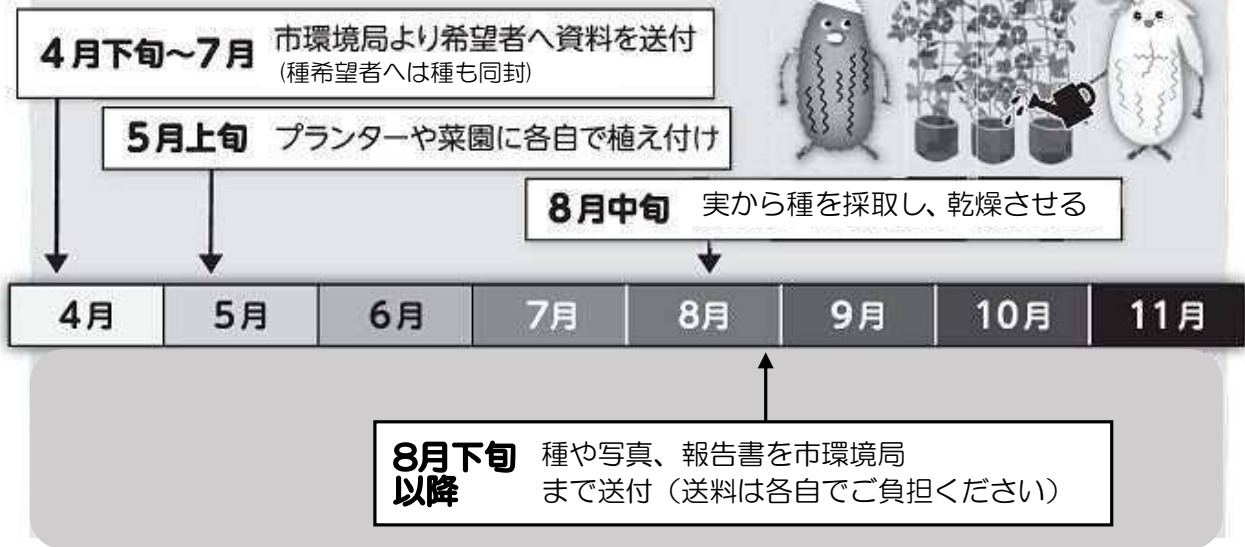 4月下旬~7月 市環境局より希望者へ資料を送付
(種希望者へは種も同封)
5月上旬 プランターや菜園に各自で植え付け
8月中旬 実から種を採取し、乾燥させる
4月 5月 6月 7月 8月 9月 10月 11月
8月下旬 種や写真、報告書を市環境局
以降 まで送付（送料は各自でご負担ください）